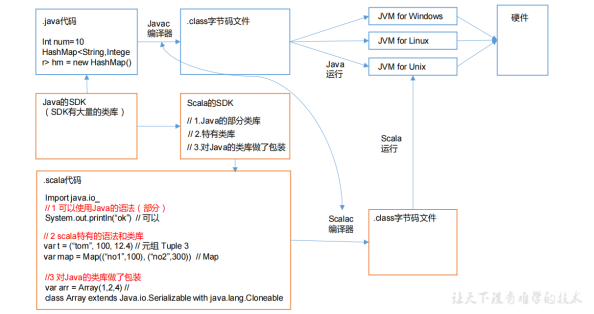 .java代码
Int num=10
HashMap<String,Intege
r> hm = new HashMap()
Javac
编译器
.class字节码文件
Java
运行
JVM for Windows
JVM for Linux
JVM for Unix
硬件
Java的SDK
（SDK有大量的类库）
Scala的SDK
// 1.Java的部分类库
// 2.特有类库
// 3.对Java的类库做了包装
Scala
运行
.scala代码
Import java.io_
// 1 可以使用Java的语法（部分）
System.out.println(“ok”) // 可以
// 2 scala特有的语法和类库
var t = (“tom”, 100, 12.4) // 元组 Tuple 3
var map = Map((“no1”,100), (“no2”,300)) // Map
//3 对Java的类库做了包装
var arr = Array(1,2,4) //
class Array extends Java.io.Serializable with java.lang.Cloneable
Scalac
编译器
.class字节码文件
让天下没有难学的技术